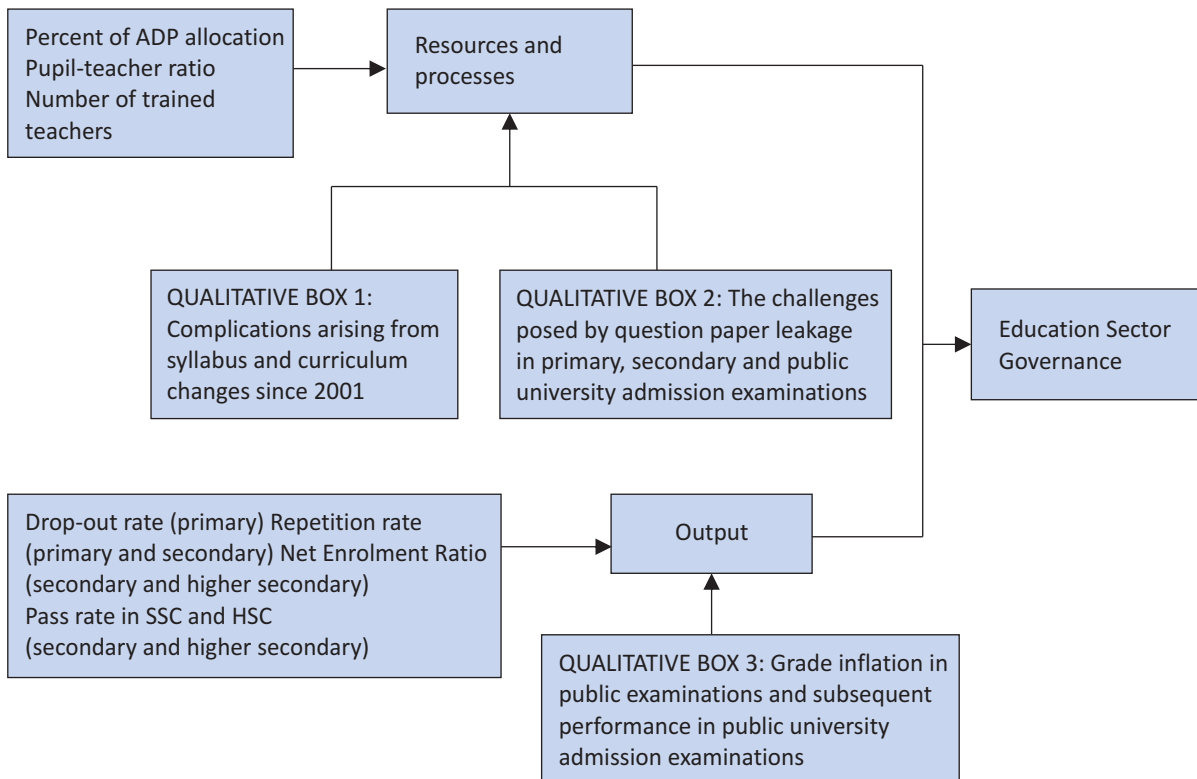 Percent of ADP allocation
Pupil-teacher ratio
Number of trained
teachers
Resources and
processes
QUALITATIVE BOX 1:
Complications arising from
syllabus and curriculum
changes since 2001
QUALITATIVE BOX 2: The challenges
posed by question paper leakage
in primary, secondary and public
university admission examinations
Education Sector
Governance
Drop-out rate (primary) Repetition rate
(primary and secondary) Net Enrolment Ratio
(secondary and higher secondary)
Pass rate in SSC and HSC
(secondary and higher secondary)
Output
QUALITATIVE BOX 3: Grade inflation in
public examinations and subsequent
performance in public university
admission examinations